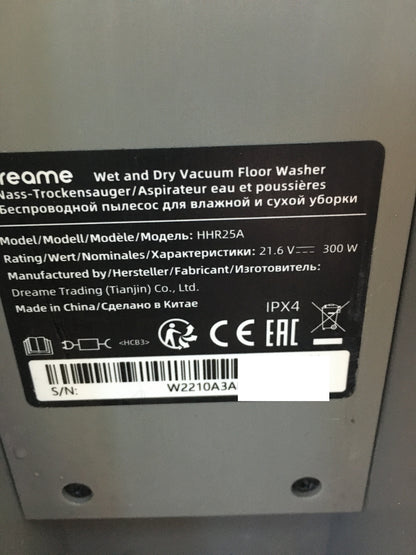 reame Wet and Dry Vacuum Floor Washer
Nass-Trockensauger/Aspirateur eau et poussières
Беспроводной пылесос для влажной и сухой уборки
Model/Modell/Modèle/Модель: HHR25A
Rating/Wert/Nominales/Характеристики: 21.6 V⎓ 300 W
Manufactured by/Hersteller/Fabricant/Изготовитель:
Dreame Trading (Tianjin) Co., Ltd.
Made in China/Сделано в Китае
IPX4
<HCB3> CE EAC
S/N: W2210A3A